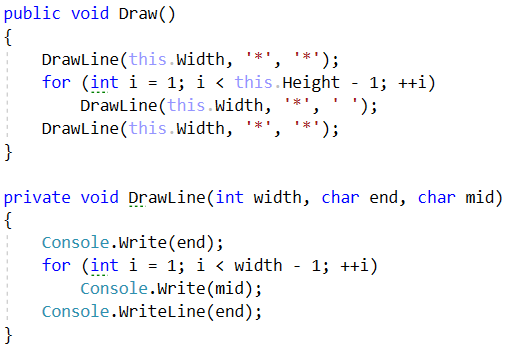 public void Draw()
{
    DrawLine(this.Width, '*', '*');
    for (int i = 1; i < this.Height - 1; ++i)
        DrawLine(this.Width, '*', ' ');
    DrawLine(this.Width, '*', '*');
}

private void DrawLine(int width, char end, char mid)
{
    Console.Write(end);
    for (int i = 1; i < width - 1; ++i)
        Console.Write(mid);
    Console.WriteLine(end);
}